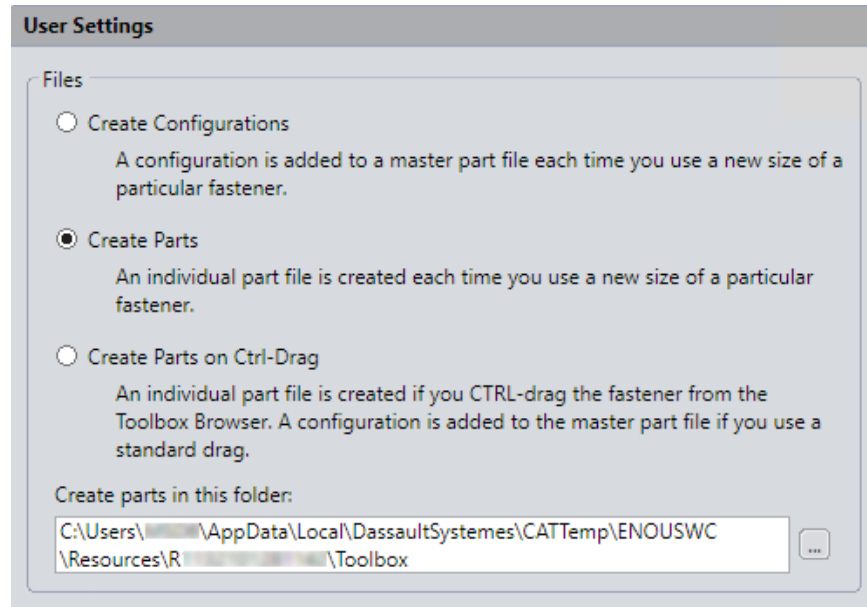 User Settings
Files
Create Configurations
A configuration is added to a master part file each time you use a new size of a
particular fastener.
Create Parts
An individual part file is created each time you use a new size of a particular
fastener.
Create Parts on Ctrl-Drag
An individual part file is created if you CTRL-drag the fastener from the
Toolbox Browser. A configuration is added to the master part file if you use a
standard drag.
Create parts in this folder:
C:\Users\ \AppData\Local\DassaultSystemes\CATTemp\ENOUSWC
\Resources\R \Toolbox
...